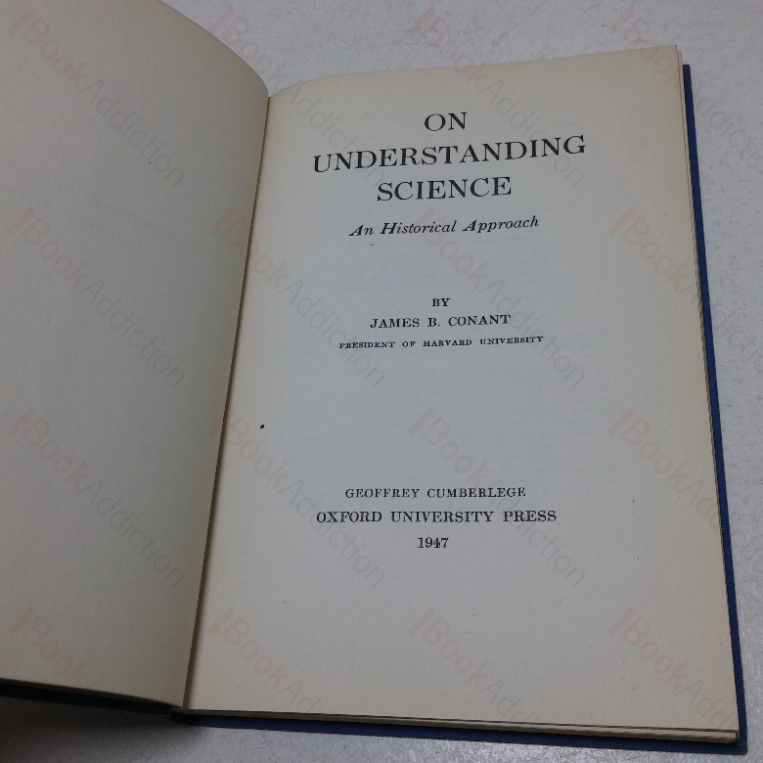 ON
UNDERSTANDING
SCIENCE
An Historical Approach
BY
JAMES B. CONANT
PRESIDENT OF HARVARD UNIVERSITY
GEOFFREY CUMBERLEGE
OXFORD UNIVERSITY PRESS
1947
BookAddiction